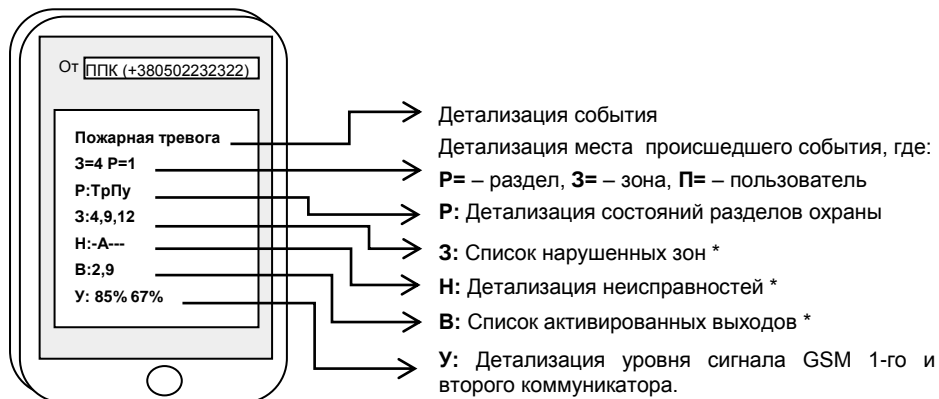 От ППК (+380502232322)
Пожарная тревога
З=4 Р=1
Р:ТрПу
З:4,9,12
Н:-А---
В:2,9
У: 85% 67%
Детализация события
Детализация места происшедшего события, где:
Р= – раздел, З= – зона, П= – пользователь
Р: Детализация состояний разделов охраны
З: Список нарушенных зон *
Н: Детализация неисправностей *
В: Список активированных выходов *
У: Детализация уровня сигнала GSM 1-го и
второго коммуникатора.